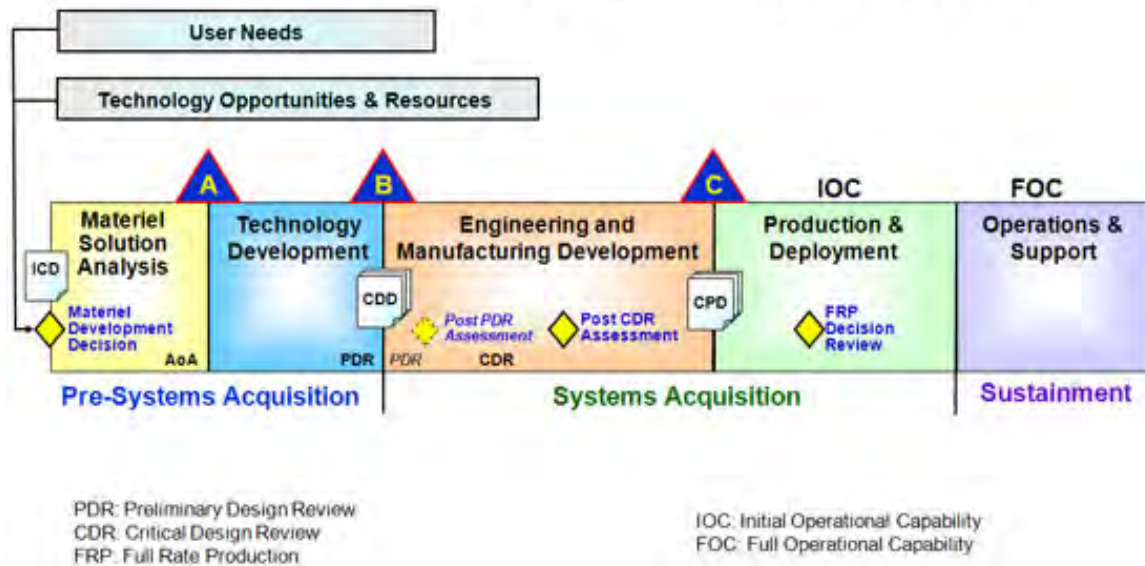 User Needs
Technology Opportunities & Resources
A
B
C
IOC
FOC
Materiel
Solution
Analysis
Technology
Development
Engineering and
Manufacturing Development
Production &
Deployment
Operations &
Support
ICD
CDD
CPD
Materiel
Development
Decision
Post PDR
Assessment
Post CDR
Assessment
FRP
Decision
Review
AoA
PDR
PDR
CDR
Pre-Systems Acquisition
Systems Acquisition
Sustainment
PDR: Preliminary Design Review
CDR: Critical Design Review
FRP: Full Rate Production
IOC: Initial Operational Capability
FOC: Full Operational Capability